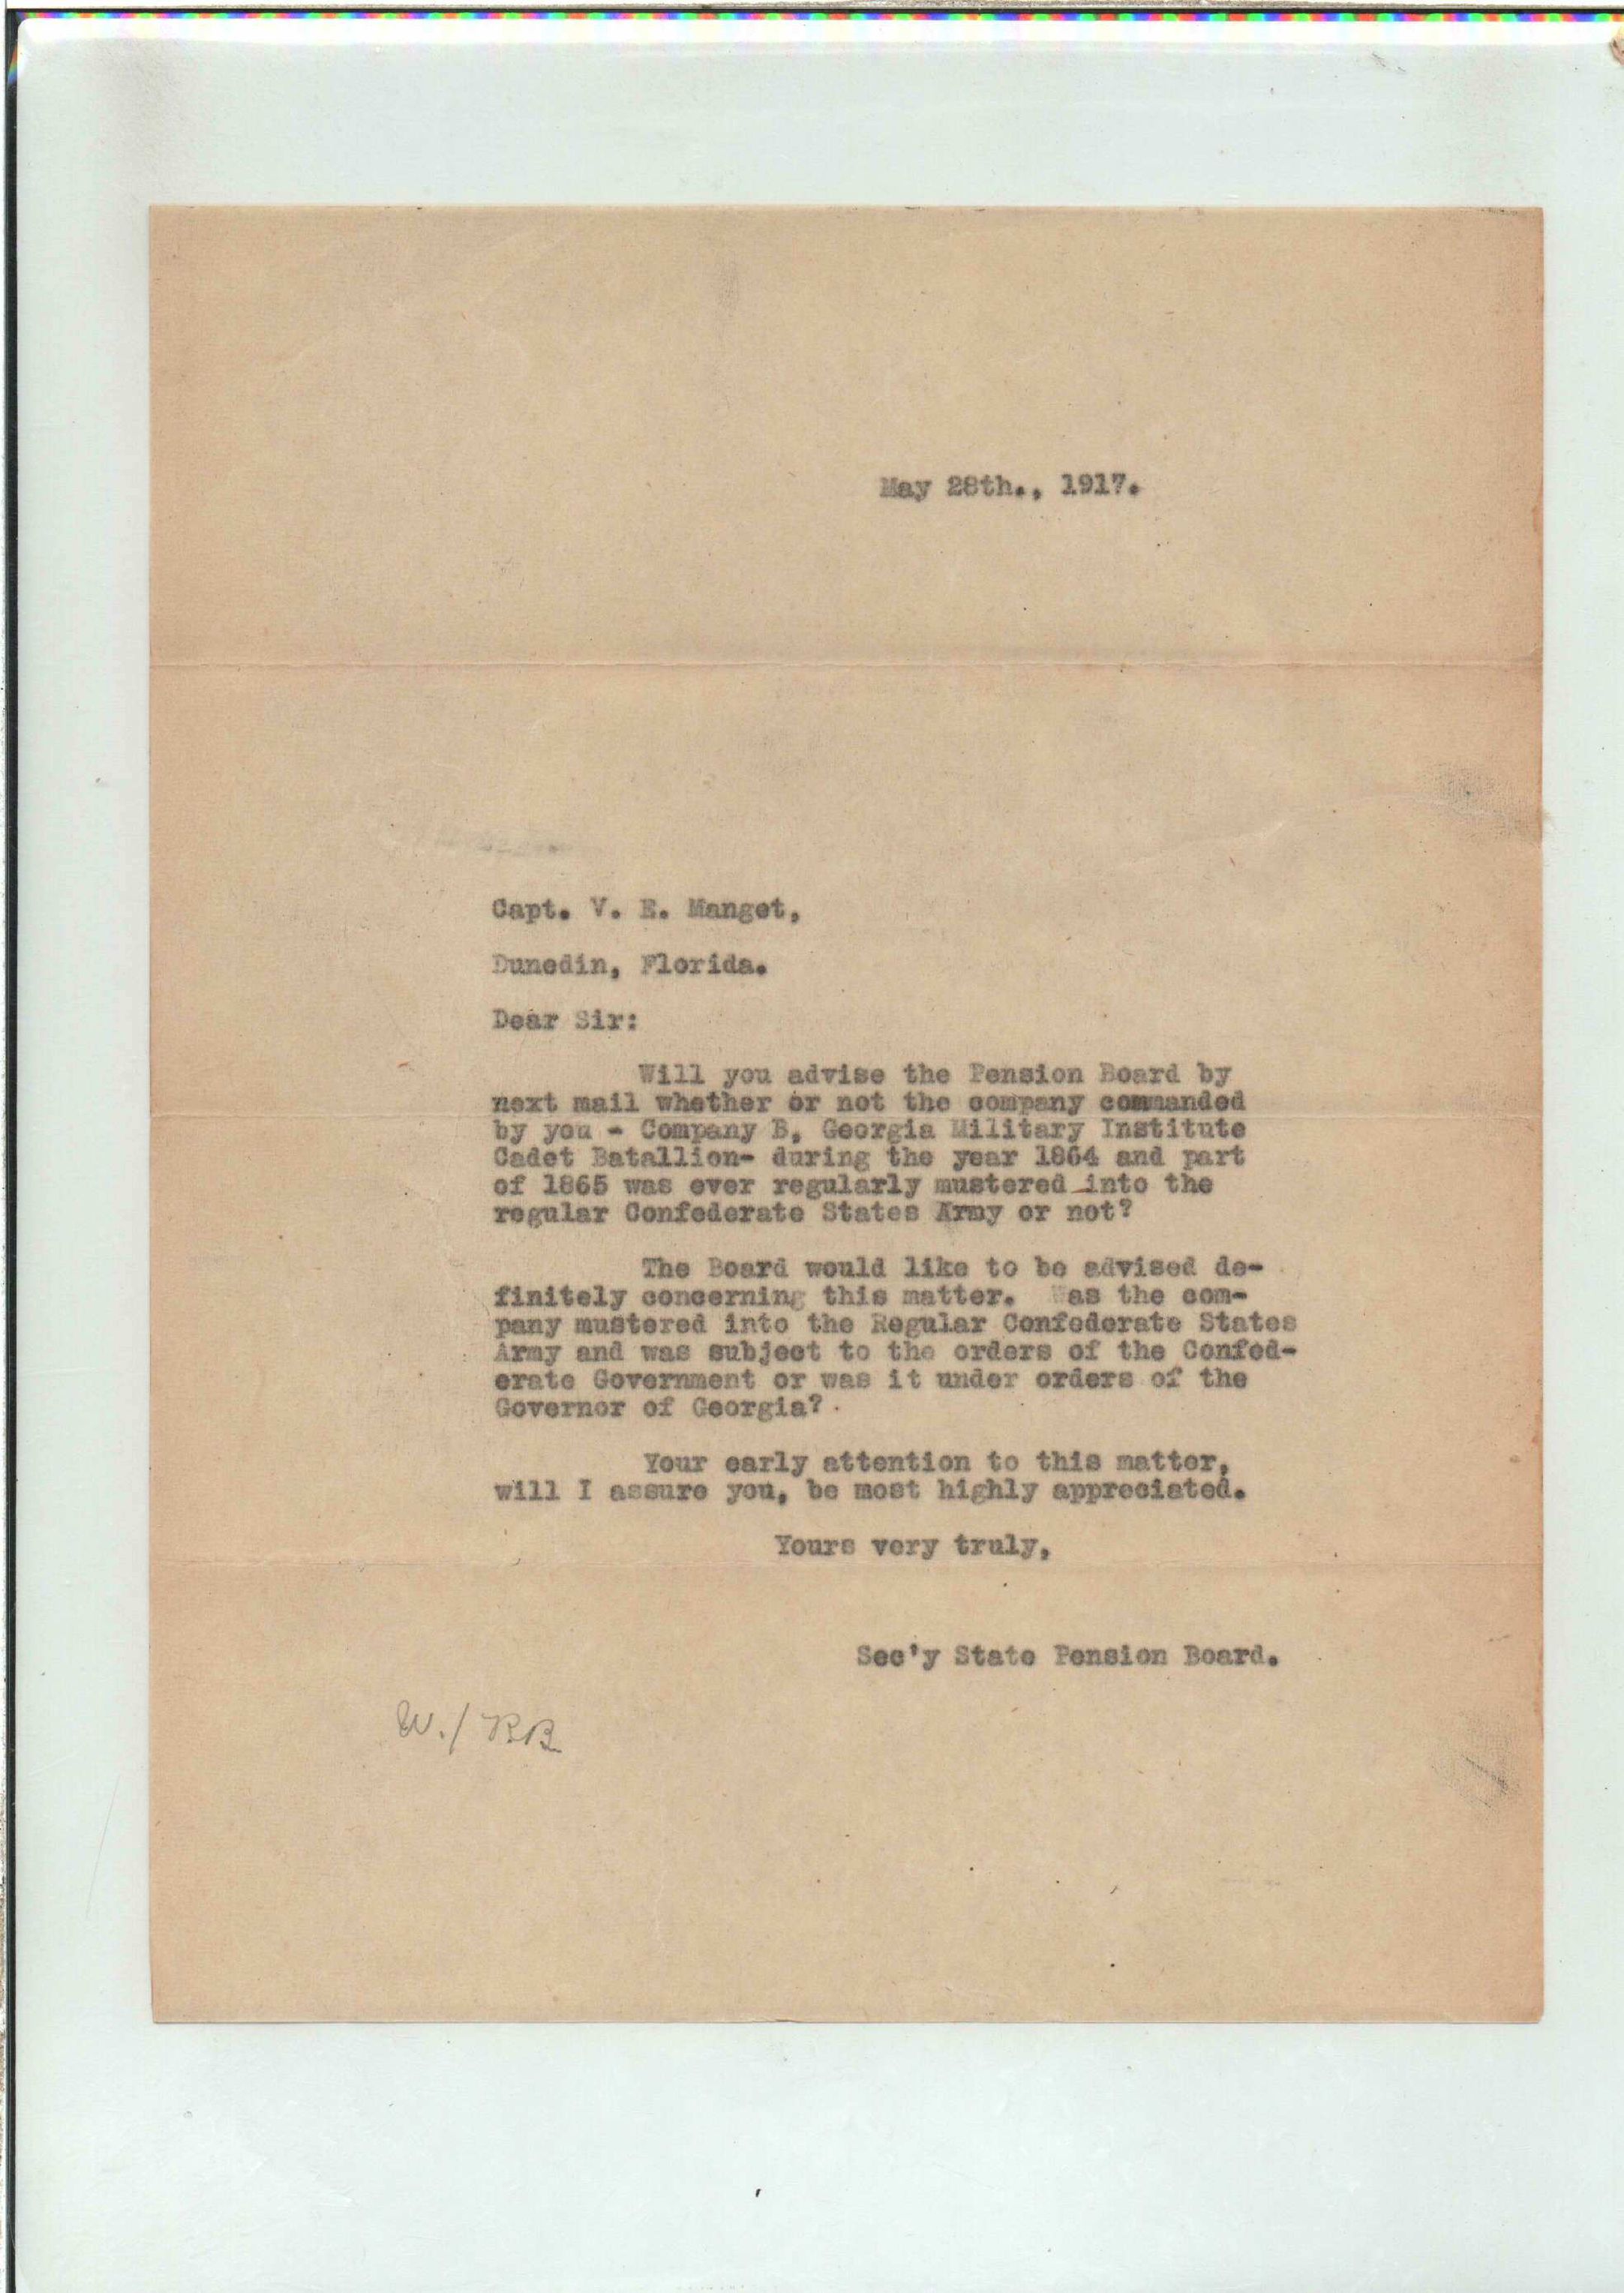 May 28th., 1917.
Capt. V. E. Manget,
Dunedin, Florida.
Dear Sir:
Will you advise the Pension Board by
next mail whether or not the company commanded
by you - Company B, Georgia Military Institute
Cadet Batallion- during the year 1864 and part
of 1865 was ever regularly mustered into the
regular Confederate States Army or not?
The Board would like to be advised de-
finitely concerning this matter. Was the com-
pany mustered into the Regular Confederate States
Army and was subject to the orders of the Confed-
erate Government or was it under orders of the
Governor of Georgia?
Your early attention to this matter,
will I assure you, be most highly appreciated.
Yours very truly,
Sec'y State Pension Board.
W./RB